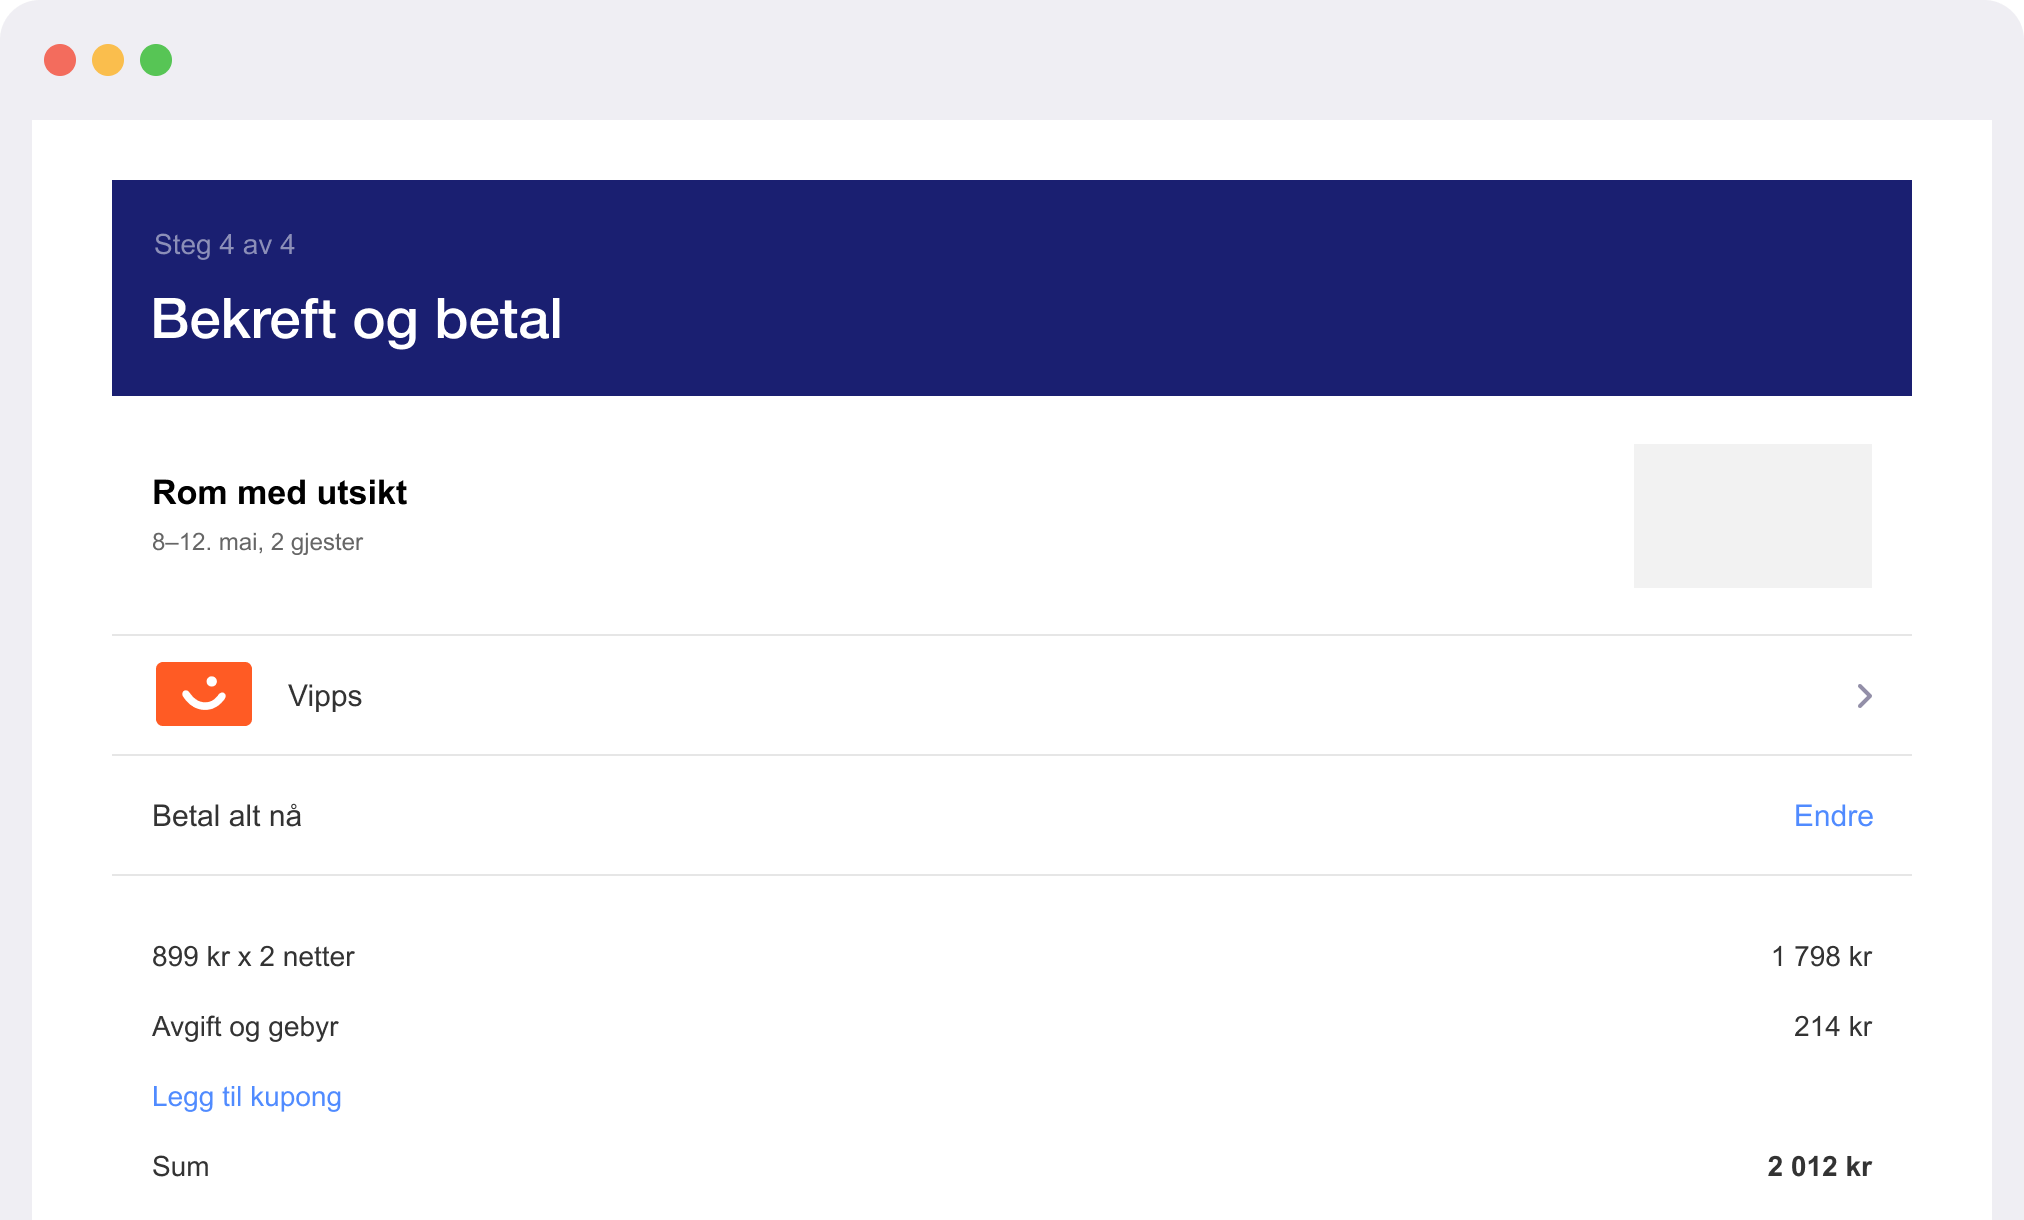 Steg 4 av 4
Bekreft og betal
Rom med utsikt
8–12. mai, 2 gjester
Vipps
Betal alt nå
Endre
899 kr x 2 netter
1 798 kr
Avgift og gebyr
214 kr
Legg til kupong
Sum
2 012 kr